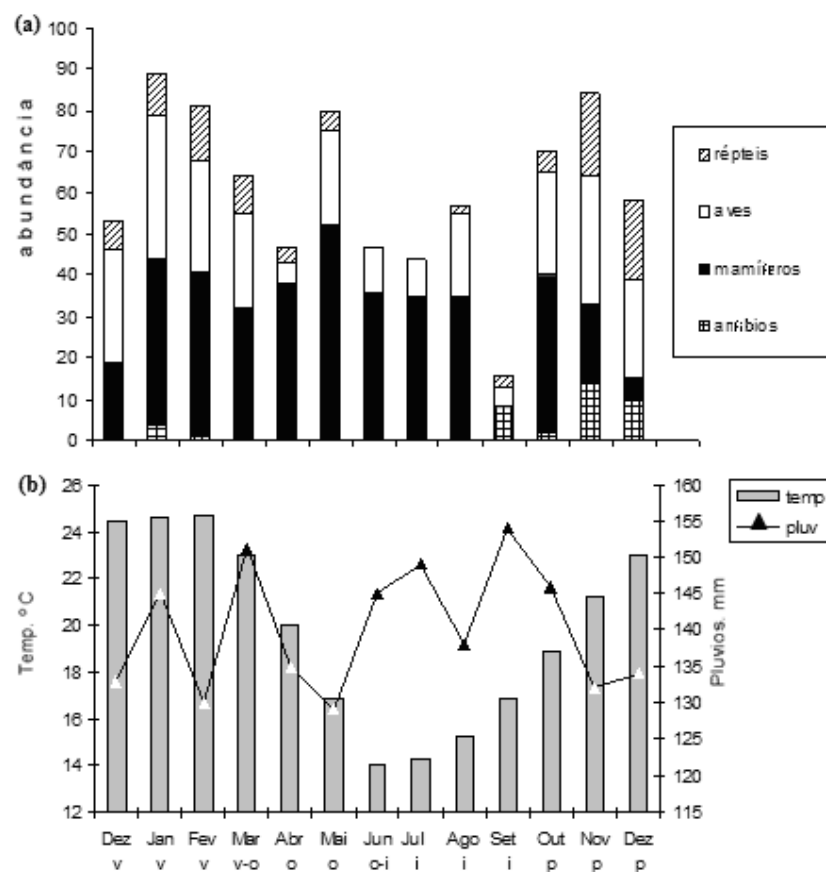 (a)
abundância
100
90
80
70
60
50
40
30
20
10
0
répteis
aves
mamíferos
anfíbios
(b)
Temp. ºC
26
24
22
20
18
16
14
12
160
155
150
145
140
135
130
125
120
115
Pluvios. mm
temp
pluv
Dez Jan Fev Mar Abr Mai Jun Jul Ago Set Out Nov Dez
v v v v-o o o o-i i i i p p p